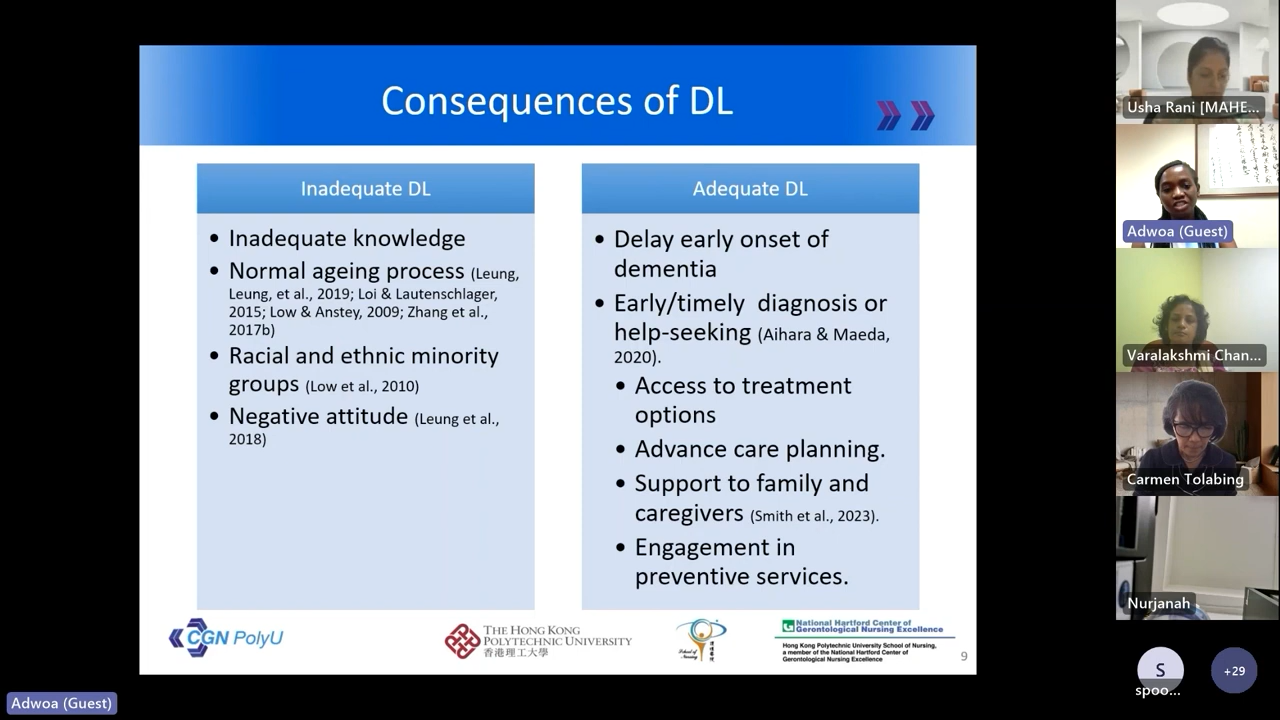 Consequences of DL
Inadequate DL
• Inadequate knowledge
• Normal ageing process (Leung,
Leung, et al., 2019; Loi & Lautenschlager,
2015; Low & Anstey, 2009; Zhang et al.,
2017b)
• Racial and ethnic minority
groups (Low et al., 2010)
• Negative attitude (Leung et al.,
2018)
Adequate DL
• Delay early onset of
dementia
• Early/timely diagnosis or
help-seeking (Aihara & Maeda,
2020).
• Access to treatment
options
• Advance care planning.
• Support to family and
caregivers (Smith et al., 2023).
• Engagement in
preventive services.
CGN PolyU
THE HONG KONG
POLYTECHNIC UNIVERSITY
香港理工大學
School of
Nursing
National Hartford Center of
Gerontological Nursing Excellence
Hong Kong Polytechnic University School of Nursing,
a member of the National Hartford Center of
Gerontological Nursing Excellence
9
Usha Rani [MAHE...
Adwoa (Guest)
Varalakshmi Chan...
Carmen Tolabing
Nurjanah
S
spoo...
+29
Adwoa (Guest)